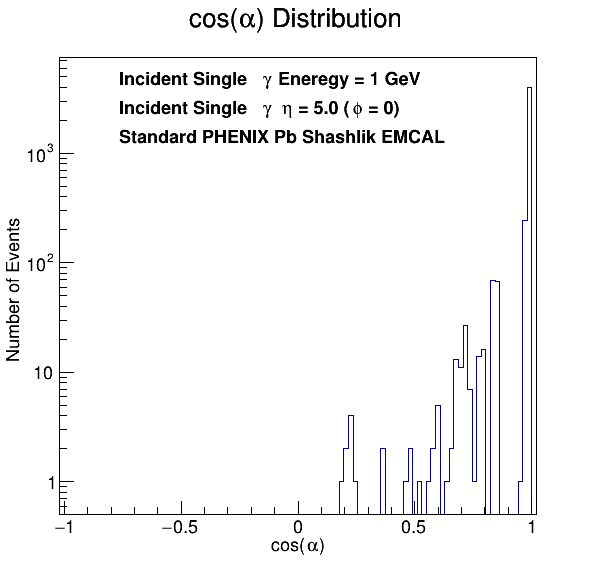 cos(α) Distribution
Incident Single γ Eneregy = 1 GeV
Incident Single γ η = 5.0 ( ϕ = 0)
Standard PHENIX Pb Shashlik EMCAL
Number of Events
10³
10²
10
1
−1 −0.5 0 0.5 1
cos(α)